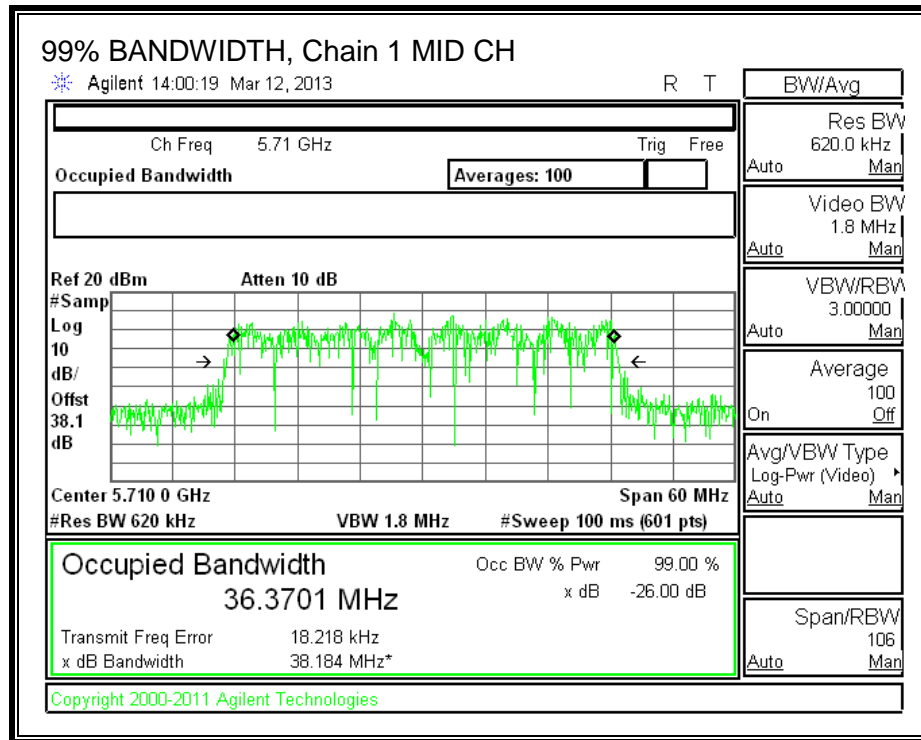 99% BANDWIDTH, Chain 1 MID CH
Agilent 14:00:19 Mar 12, 2013 R T
Ch Freq 5.71 GHz Trig Free
Occupied Bandwidth Averages: 100
Ref 20 dBm Atten 10 dB
#Samp
Log
10
dB/
Offst
38.1
dB
Center 5.710 0 GHz Span 60 MHz
#Res BW 620 kHz VBW 1.8 MHz #Sweep 100 ms (601 pts)
Occupied Bandwidth Occ BW % Pwr 99.00 %
36.3701 MHz x dB -26.00 dB
Transmit Freq Error 18.218 kHz
x dB Bandwidth 38.184 MHz*
Copyright 2000-2011 Agilent Technologies
BW/Avg
Res BW
620.0 kHz
Auto Man
Video BW
1.8 MHz
Auto Man
VBW/RBW
3.00000
Auto Man
Average
100
On Off
Avg/VBW Type
Log-Pwr (Video)
Auto Man
Span/RBW
106
Auto Man